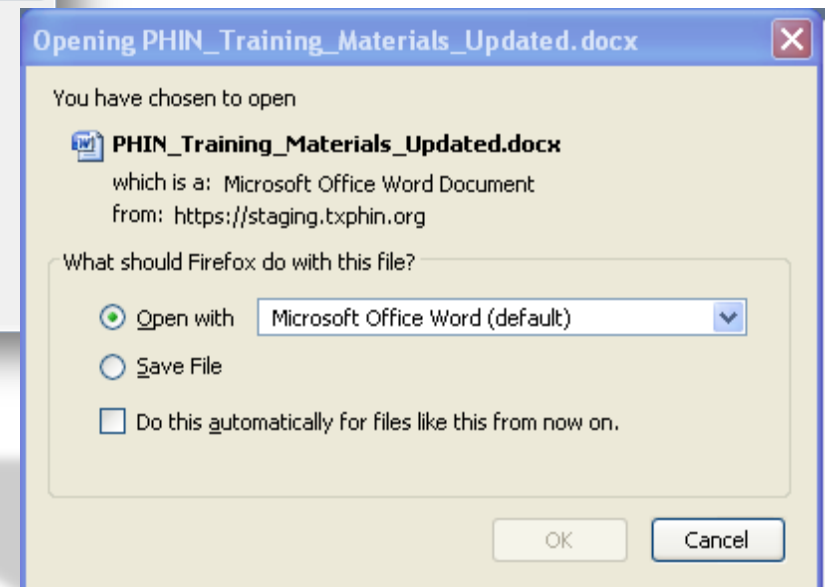 Opening PHIN_Training_Materials_Updated.docx
You have chosen to open
PHIN_Training_Materials_Updated.docx
which is a: Microsoft Office Word Document
from: https://staging.txphin.org
What should Firefox do with this file?
Open with Microsoft Office Word (default)
Save File
Do this automatically for files like this from now on.
OK Cancel